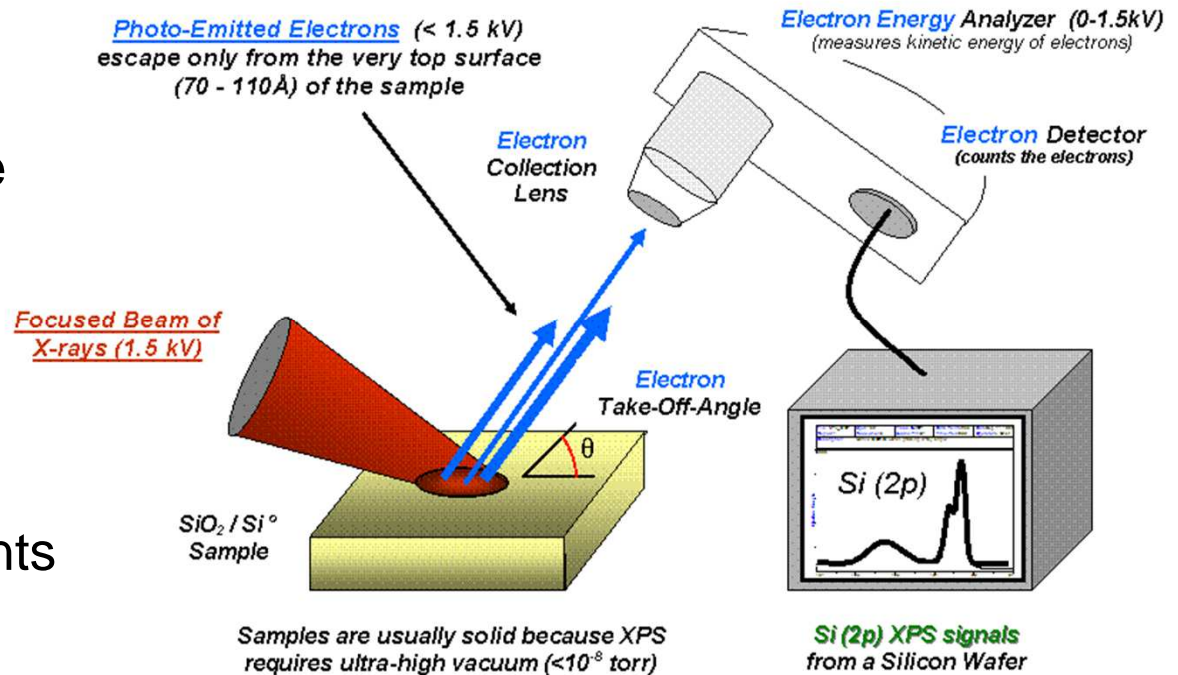 Photo-Emitted Electrons (< 1.5 kV)
escape only from the very top surface
(70 - 110Å) of the sample
Electron Energy Analyzer (0-1.5kV)
(measures kinetic energy of electrons)
Electron Detector
(counts the electrons)
Electron
Collection
Lens
e
Focused Beam of
X-rays (1.5 kV)
Electron
Take-Off-Angle
θ
Si (2p)
SiO₂ / Si°
Sample
nts
Samples are usually solid because XPS
requires ultra-high vacuum (<10⁻⁸ torr)
Si (2p) XPS signals
from a Silicon Wafer